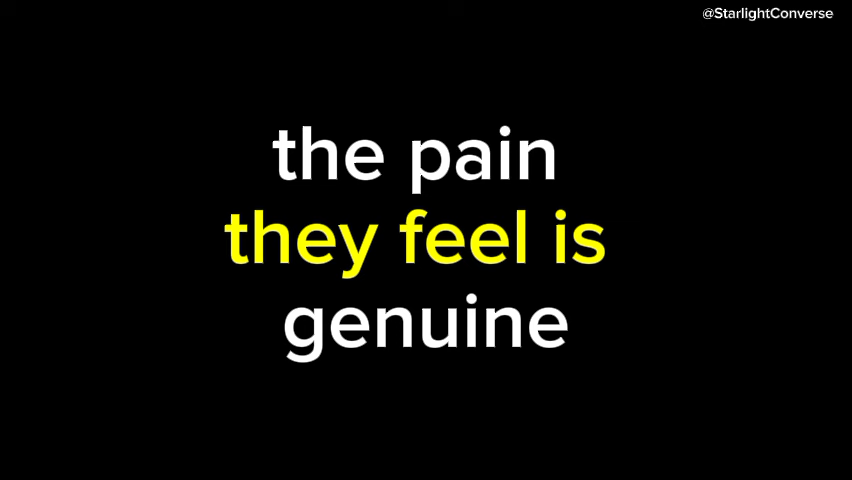 @StarlightConverse
the pain
they feel is
genuine